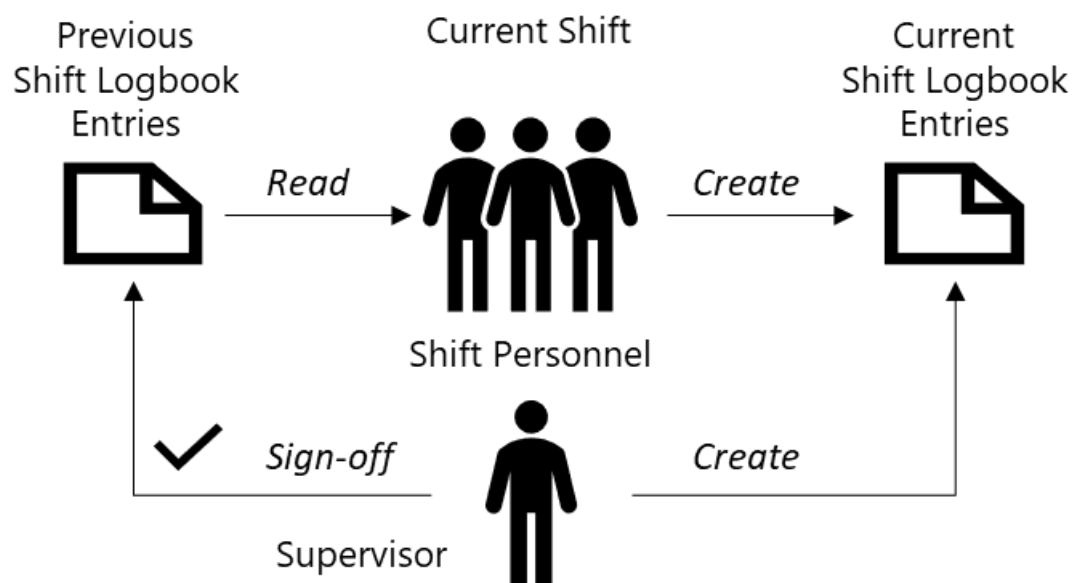 Previous
Shift Logbook
Entries
Current Shift
Current
Shift Logbook
Entries
Read
Create
Shift Personnel
Sign-off
Create
Supervisor